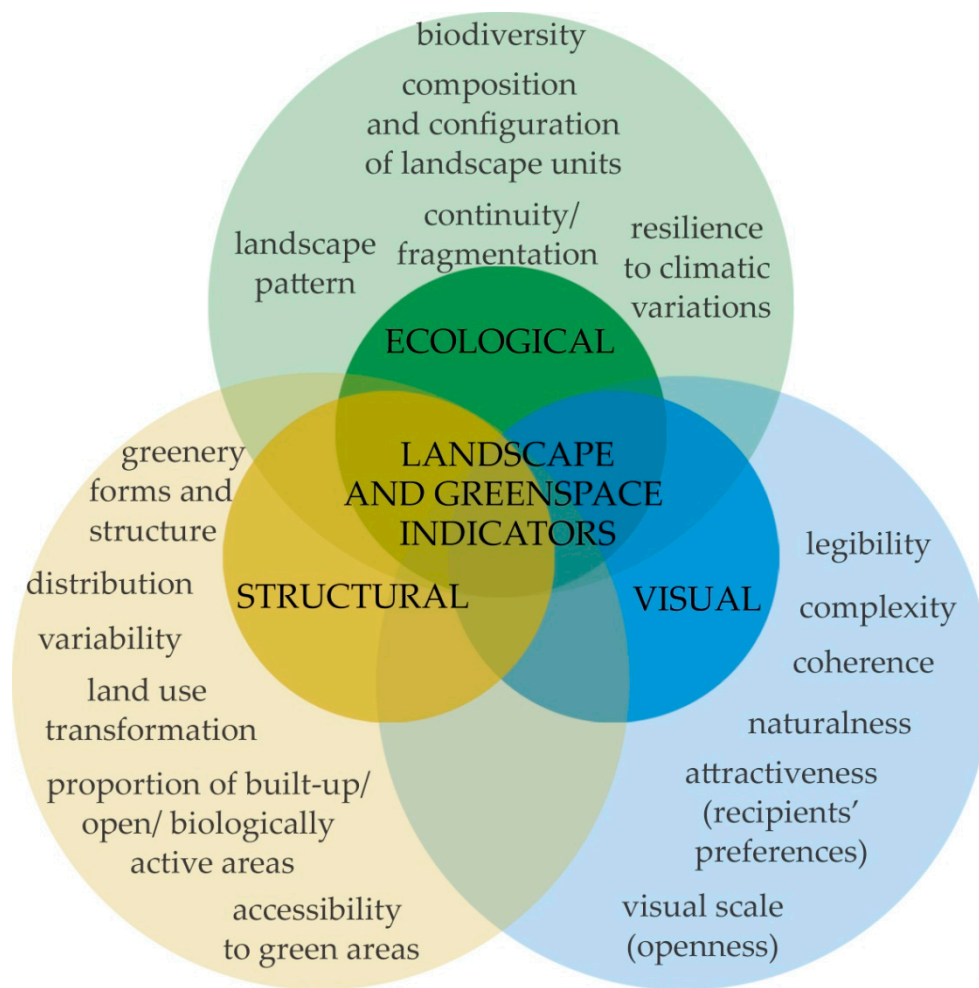 biodiversity
composition
and configuration
of landscape units
continuity/
fragmentation
landscape
pattern
resilience
to climatic
variations
ECOLOGICAL
LANDSCAPE
AND GREENSPACE
INDICATORS
STRUCTURAL
VISUAL
greenery
forms and
structure
distribution
variability
land use
transformation
proportion of built-up/
open/ biologically
active areas
accessibility
to green areas
legibility
complexity
coherence
naturalness
attractiveness
(recipients’
preferences)
visual scale
(openness)